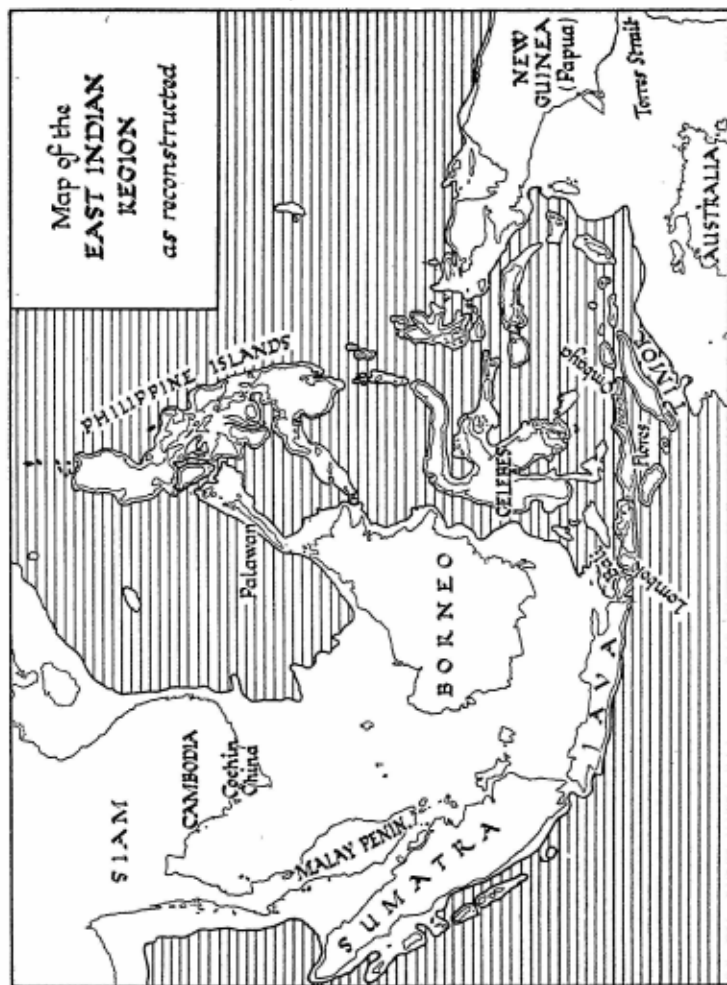 Map of the
EAST INDIAN
REGION
as reconstructed
PHILIPPINE ISLANDS
NEW
GUINEA
(Papua)
Torres Strait
AUSTRALIA
SIAM
CAMBODIA
Cochin
China
Palawan
MALAY PENIN.
BORNEO
CELEBES
Ombaya
TIMOR
Flores
Bali
Lombok
JAVA
SUMATRA